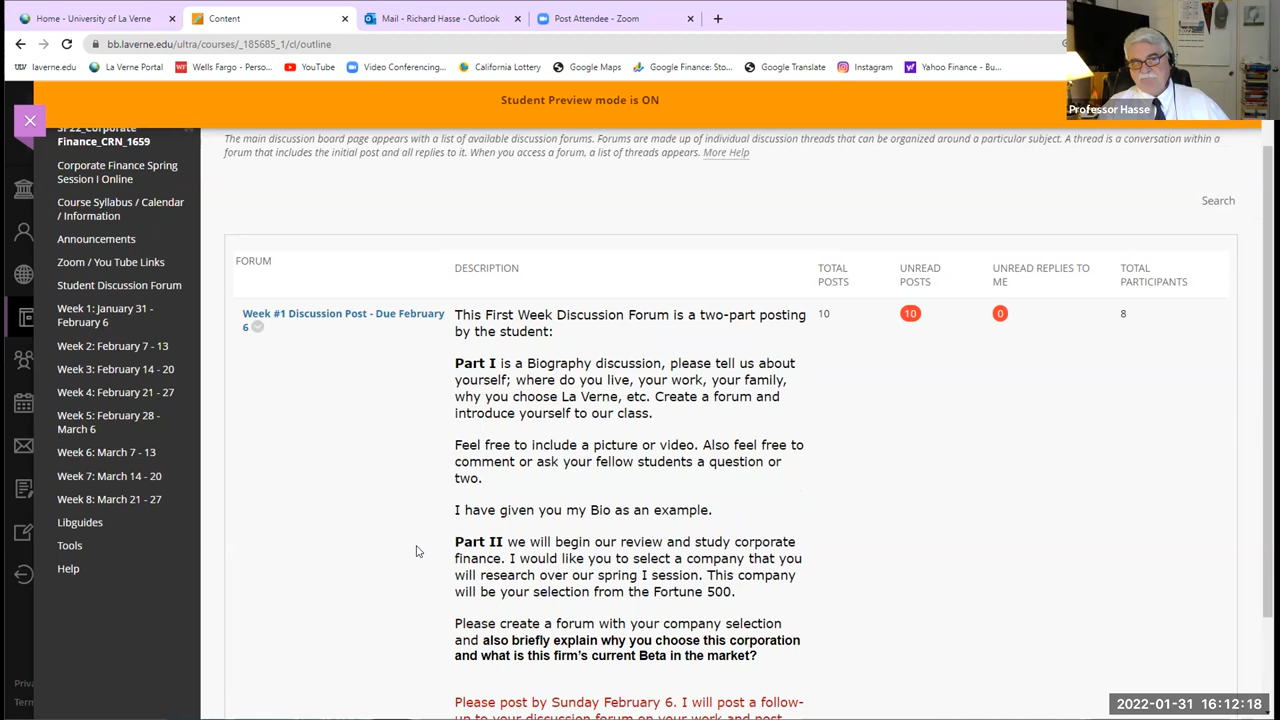 Home - University of La Verne
Content
Mail - Richard Hasse - Outlook
Post Attendee - Zoom
bb.laverne.edu/ultra/courses/_185685_1/cl/outline
laverne.edu
La Verne Portal
Wells Fargo - Perso...
YouTube
Video Conferencing...
California Lottery
Google Maps
Google Finance: Sto...
Google Translate
Instagram
Yahoo Finance - Bu...
Student Preview mode is ON
Professor Hasse
SP22_Corporate
Finance_CRN_1659
Corporate Finance Spring
Session I Online
Course Syllabus / Calendar
/ Information
Announcements
Zoom / You Tube Links
Student Discussion Forum
Week 1: January 31 -
February 6
Week 2: February 7 - 13
Week 3: February 14 - 20
Week 4: February 21 - 27
Week 5: February 28 -
March 6
Week 6: March 7 - 13
Week 7: March 14 - 20
Week 8: March 21 - 27
Libguides
Tools
Help
Priva
Term
The main discussion board page appears with a list of available discussion forums. Forums are made up of individual discussion threads that can be organized around a particular subject. A thread is a conversation within a
forum that includes the initial post and all replies to it. When you access a forum, a list of threads appears. More Help
Search
FORUM
DESCRIPTION
TOTAL
POSTS
UNREAD
POSTS
UNREAD REPLIES TO
ME
TOTAL
PARTICIPANTS
Week #1 Discussion Post - Due February
6
This First Week Discussion Forum is a two-part posting
by the student:
10
10
0
8
Part I is a Biography discussion, please tell us about
yourself; where do you live, your work, your family,
why you choose La Verne, etc. Create a forum and
introduce yourself to our class.
Feel free to include a picture or video. Also feel free to
comment or ask your fellow students a question or
two.
I have given you my Bio as an example.
Part II we will begin our review and study corporate
finance. I would like you to select a company that you
will research over our spring I session. This company
will be your selection from the Fortune 500.
Please create a forum with your company selection
and also briefly explain why you choose this corporation
and what is this firm's current Beta in the market?
Please post by Sunday February 6. I will post a follow-
up to your discussion forum on your work and post
2022-01-31 16:12:18